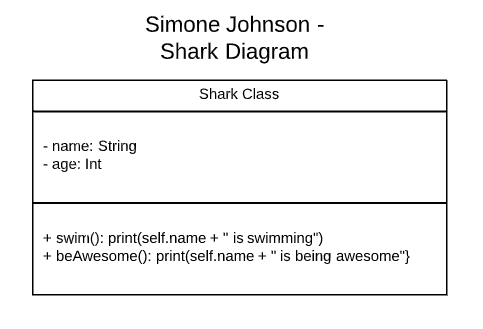 Simone Johnson -
Shark Diagram
Shark Class
- name: String
- age: Int
+ swim(): print(self.name + " is swimming")
+ beAwesome(): print(self.name + " is being awesome"}